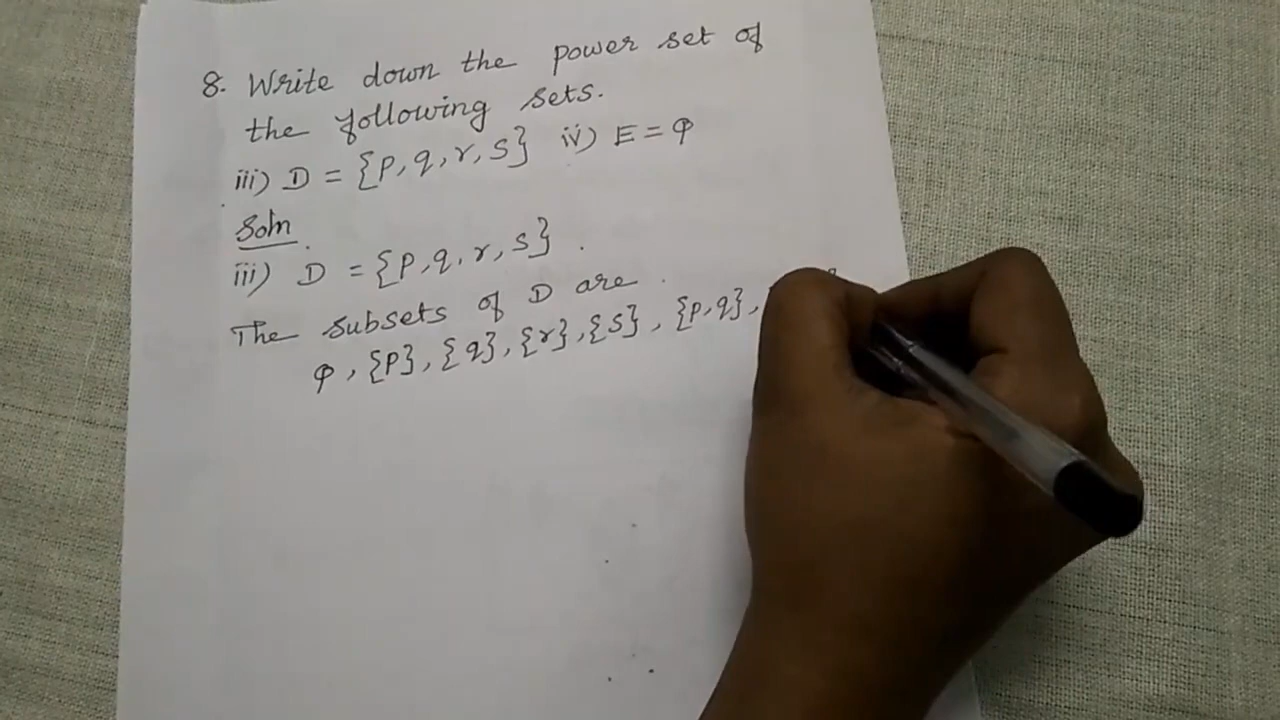 8. Write down the power set of
the following sets.
iii) D = {p, q, r, s} iv) E = φ
Soln
iii) D = {p, q, r, s}.
The subsets of D are
φ, {p}, {q}, {r}, {s}, {p, q},